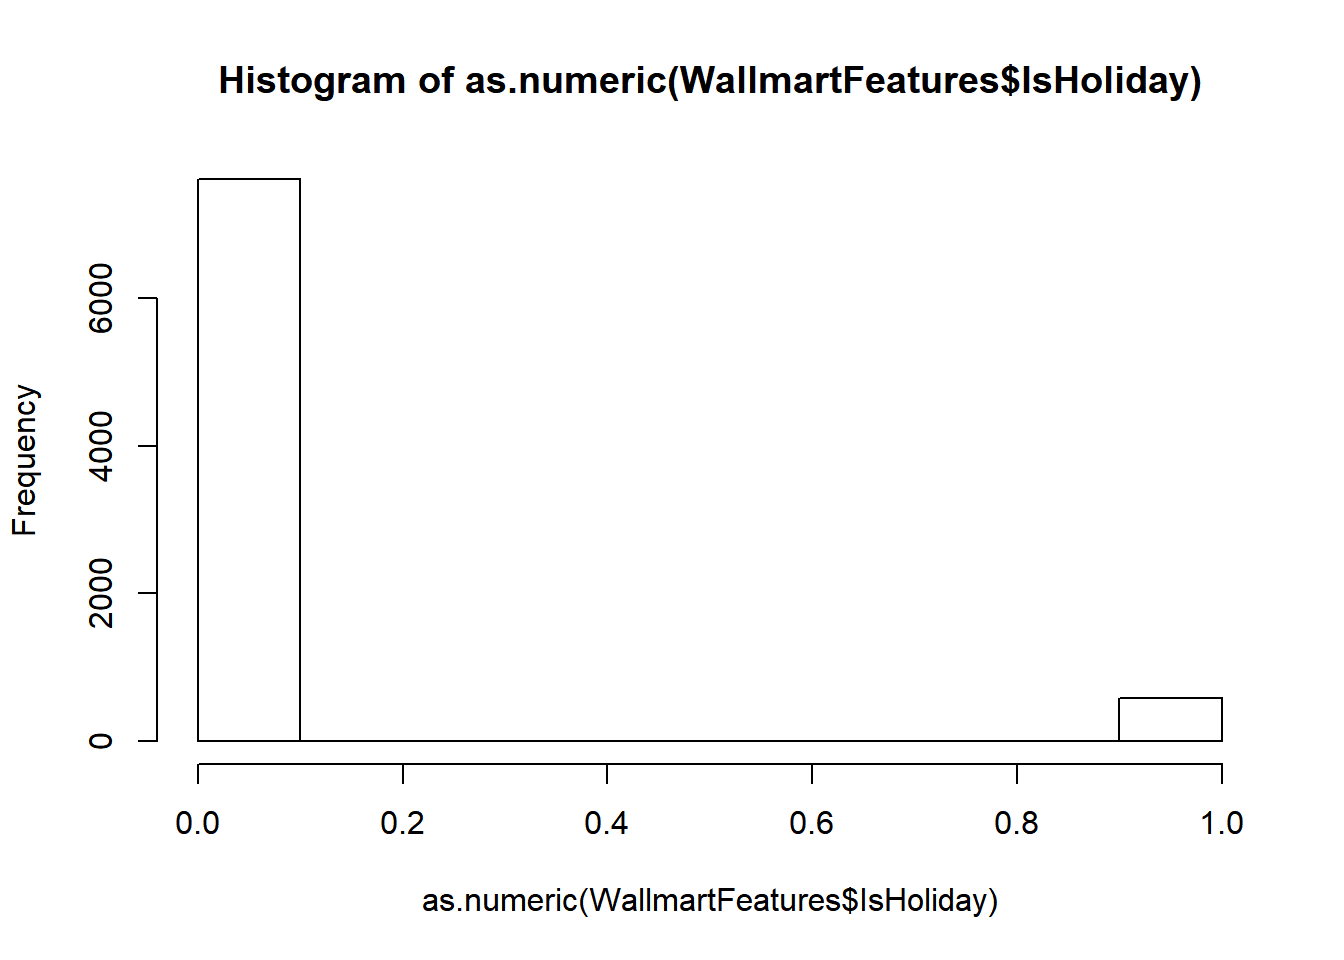 Histogram of as.numeric(WallmartFeatures$IsHoliday)
Frequency
6000
4000
2000
0
0.0 0.2 0.4 0.6 0.8 1.0
as.numeric(WallmartFeatures$IsHoliday)